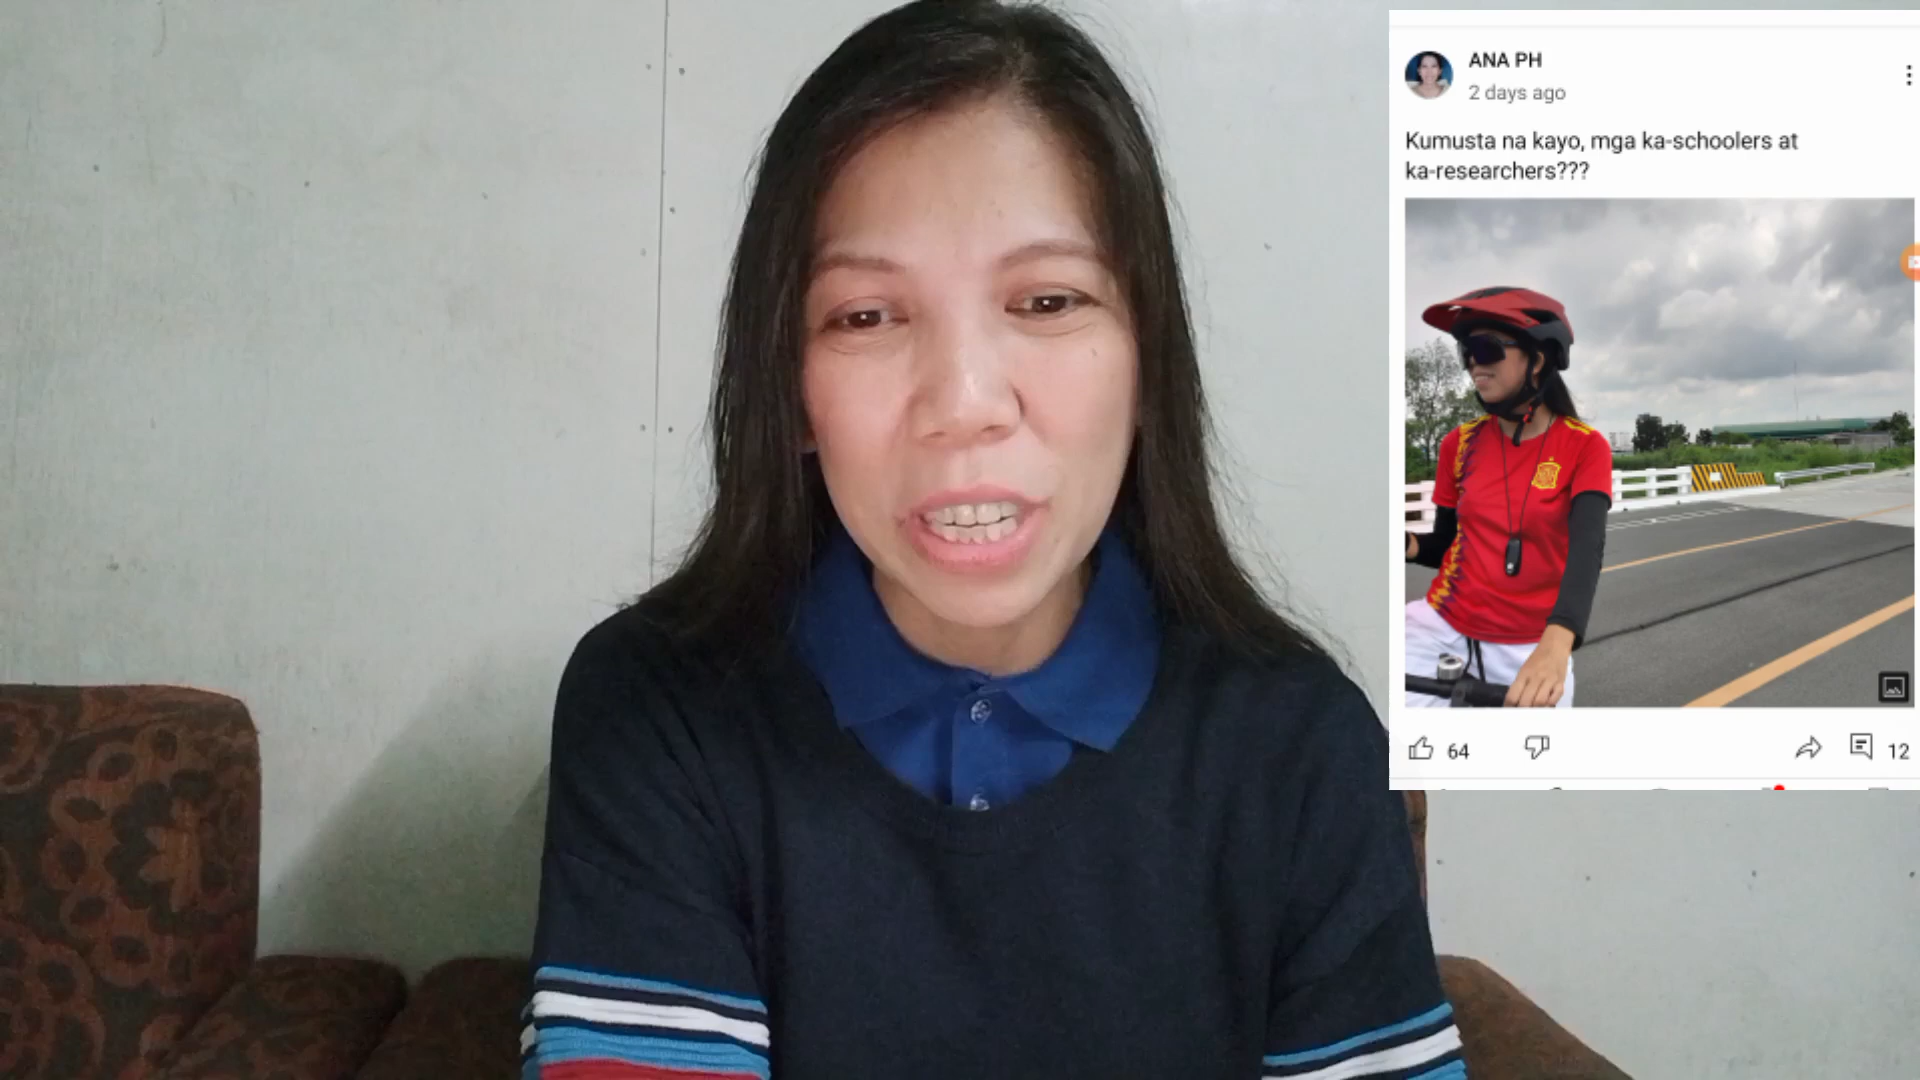 ANA PH
2 days ago
Kumusta na kayo, mga ka-schoolers at
ka-researchers???
64
12